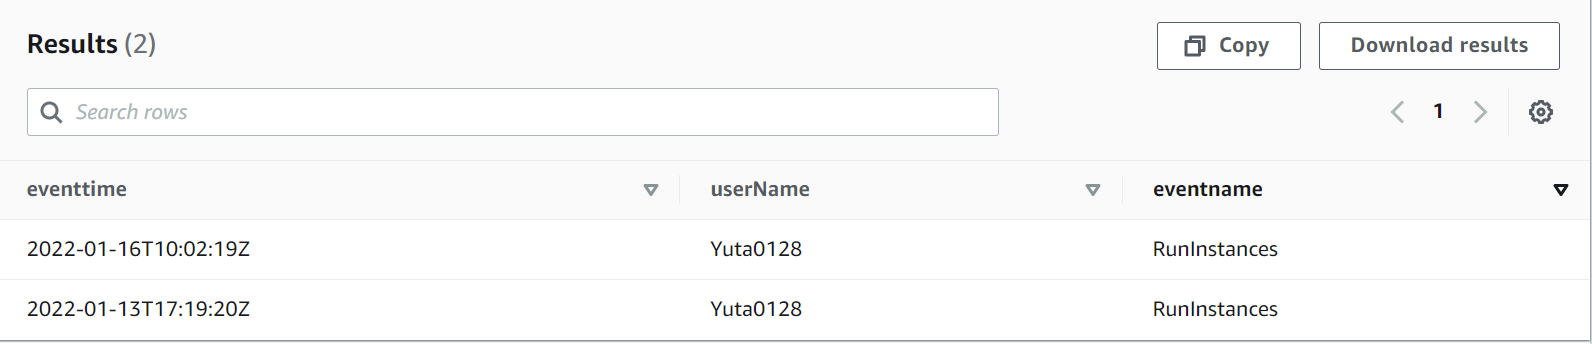 Results (2)
Copy
Download results
Search rows
1
eventtime userName eventname
2022-01-16T10:02:19Z Yuta0128 RunInstances
2022-01-13T17:19:20Z Yuta0128 RunInstances